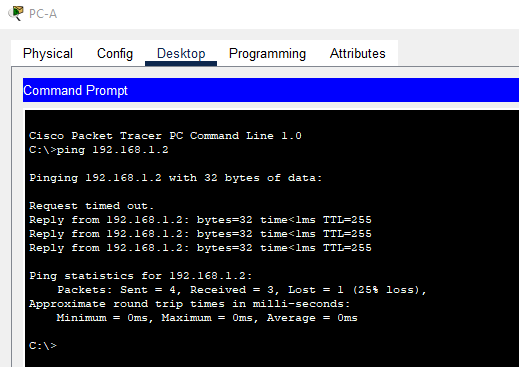 PC-A
Physical Config Desktop Programming Attributes
Command Prompt
Cisco Packet Tracer PC Command Line 1.0
C:\>ping 192.168.1.2
Pinging 192.168.1.2 with 32 bytes of data:
Request timed out.
Reply from 192.168.1.2: bytes=32 time<1ms TTL=255
Reply from 192.168.1.2: bytes=32 time<1ms TTL=255
Reply from 192.168.1.2: bytes=32 time<1ms TTL=255
Ping statistics for 192.168.1.2:
    Packets: Sent = 4, Received = 3, Lost = 1 (25% loss),
Approximate round trip times in milli-seconds:
    Minimum = 0ms, Maximum = 0ms, Average = 0ms
C:\>